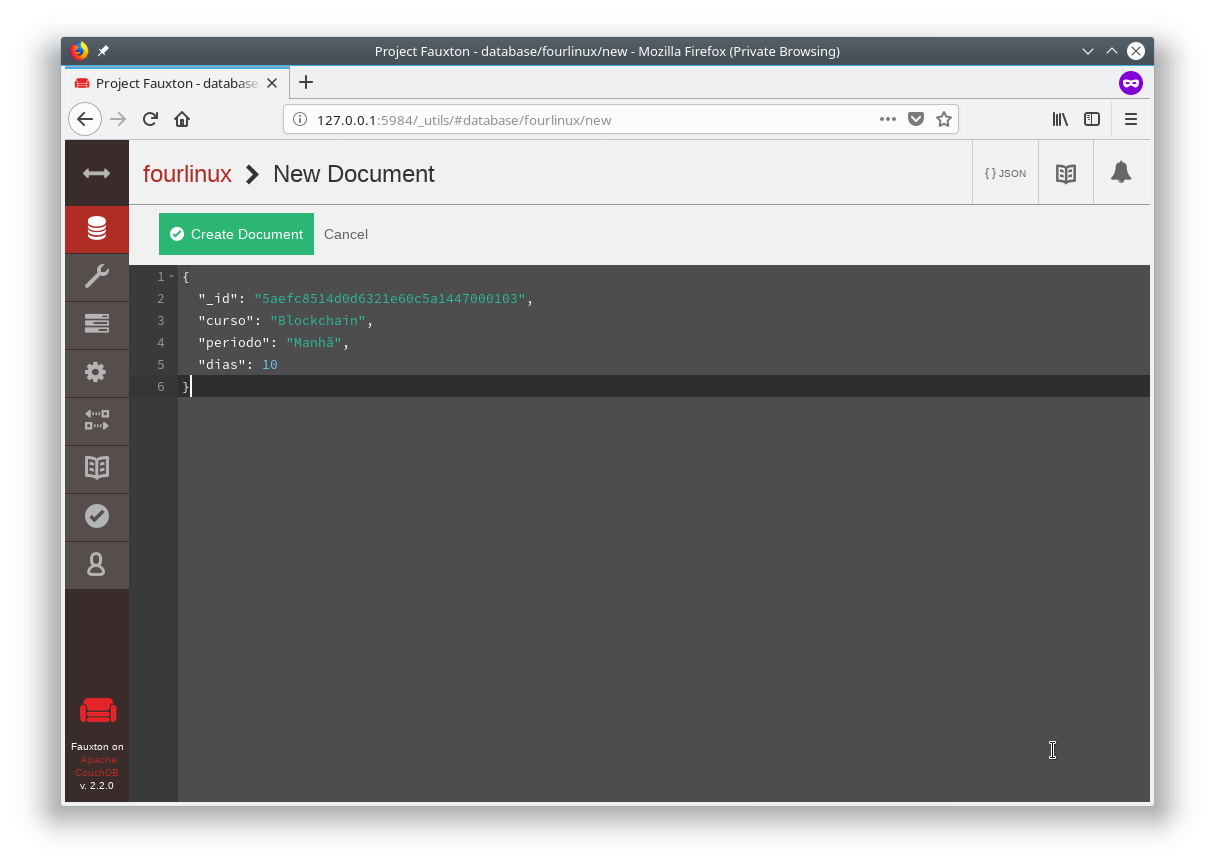 Project Fauxton - database/fourlinux/new - Mozilla Firefox (Private Browsing)
Project Fauxton - database
127.0.0.1:5984/_utils/#database/fourlinux/new
fourlinux > New Document
{ } JSON
Create Document Cancel
1 {
2 "_id": "5aefc8514d0d6321e60c5a1447000103",
3 "curso": "Blockchain",
4 "periodo": "Manhã",
5 "dias": 10
6 }
Fauxton on
Apache
CouchDB
v. 2.2.0